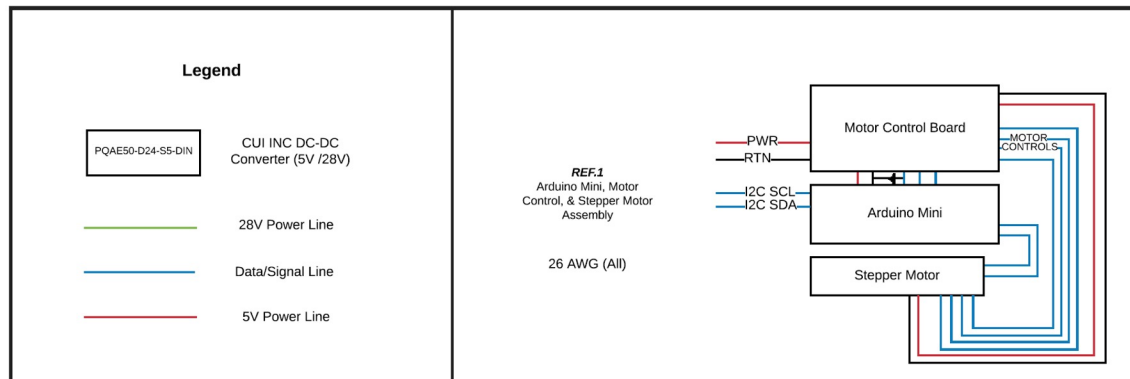 Legend
PQAE50-D24-S5-DIN
CUI INC DC-DC
Converter (5V /28V)
28V Power Line
Data/Signal Line
5V Power Line
REF.1
Arduino Mini, Motor
Control, & Stepper Motor
Assembly
26 AWG (All)
PWR
RTN
I2C SCL
I2C SDA
Motor Control Board
MOTOR
CONTROLS
Arduino Mini
Stepper Motor